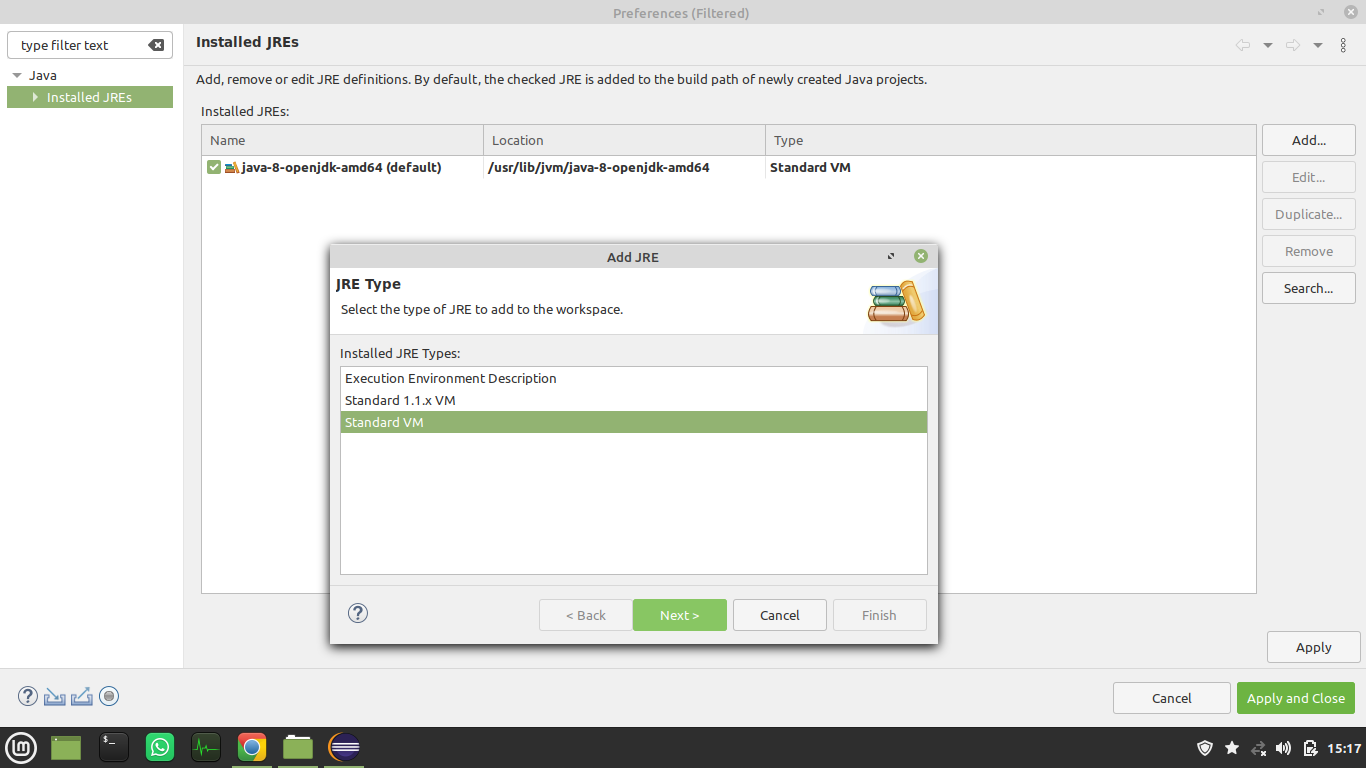 Preferences (Filtered)
type filter text
Java
Installed JREs
Installed JREs
Add, remove or edit JRE definitions. By default, the checked JRE is added to the build path of newly created Java projects.
Installed JREs:
Name Location Type
java-8-openjdk-amd64 (default) /usr/lib/jvm/java-8-openjdk-amd64 Standard VM
Add...
Edit...
Duplicate...
Remove
Search...
Add JRE
JRE Type
Select the type of JRE to add to the workspace.
Installed JRE Types:
Execution Environment Description
Standard 1.1.x VM
Standard VM
< Back Next > Cancel Finish
Apply
Cancel Apply and Close
15:17